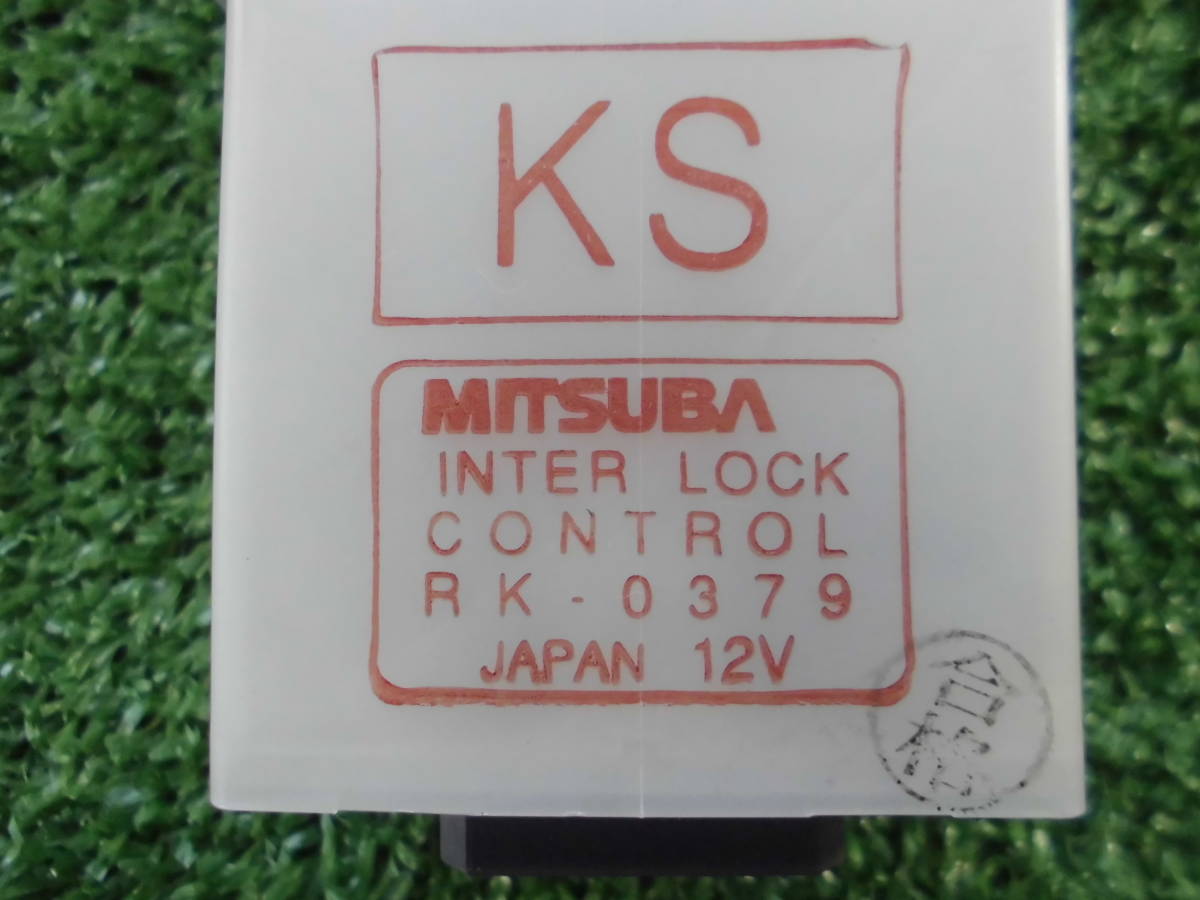 KS
MITSUBA
INTER LOCK
CONTROL
RK-0379
JAPAN 12V